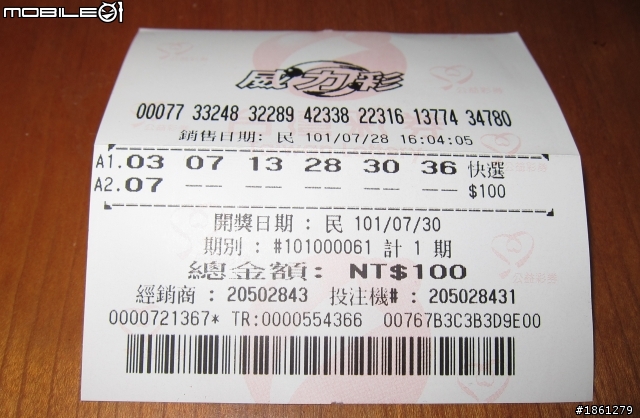 MOBILE01
威力彩
00077 33248 32289 42338 22316 13774 34780
銷售日期: 民 101/07/28 16:04:05
A1. 03 07 13 28 30 36 快選
A2. 07 -- -- -- -- -- $100
開獎日期 : 民 101/07/30
期別 : #101000061 計 1 期
總金額: NT$100
經銷商 : 20502843 投注機# : 205028431
0000721367* TR:0000554366 00767B3C3B3D9E00
#1861279